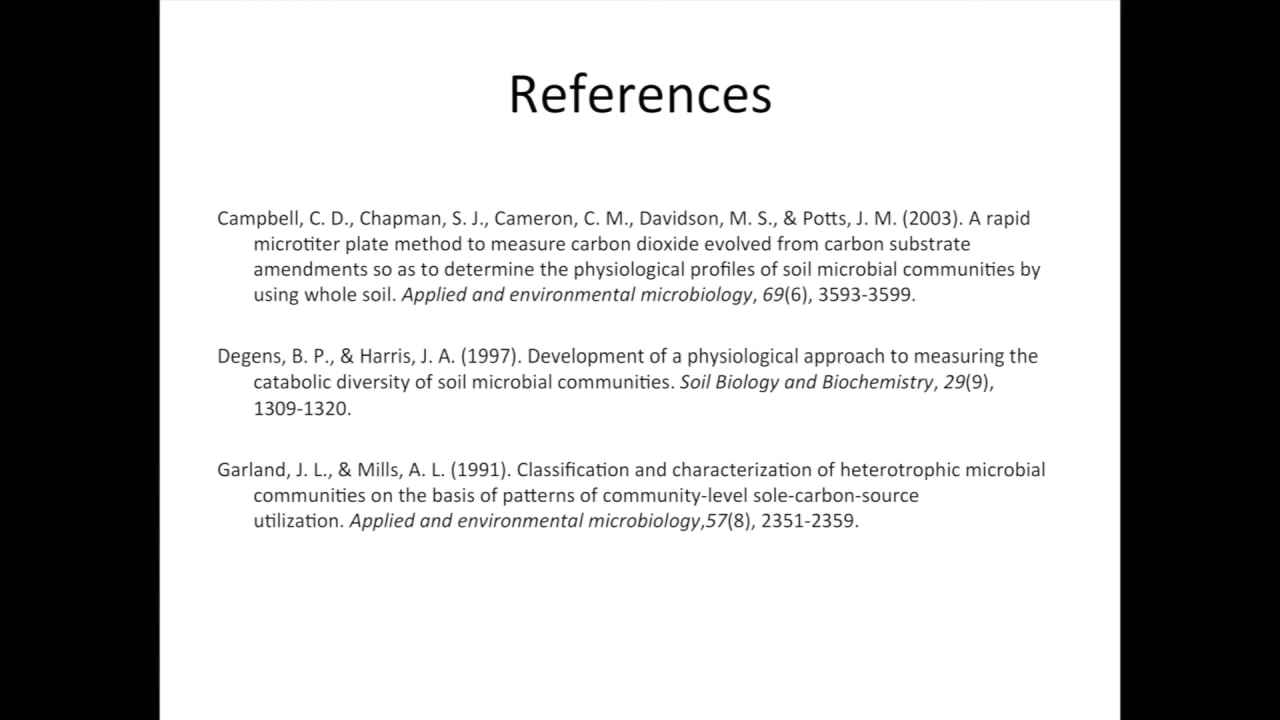 References
Campbell, C. D., Chapman, S. J., Cameron, C. M., Davidson, M. S., & Potts, J. M. (2003). A rapid
microtiter plate method to measure carbon dioxide evolved from carbon substrate
amendments so as to determine the physiological profiles of soil microbial communities by
using whole soil. Applied and environmental microbiology, 69(6), 3593-3599.
Degens, B. P., & Harris, J. A. (1997). Development of a physiological approach to measuring the
catabolic diversity of soil microbial communities. Soil Biology and Biochemistry, 29(9),
1309-1320.
Garland, J. L., & Mills, A. L. (1991). Classification and characterization of heterotrophic microbial
communities on the basis of patterns of community-level sole-carbon-source
utilization. Applied and environmental microbiology,57(8), 2351-2359.